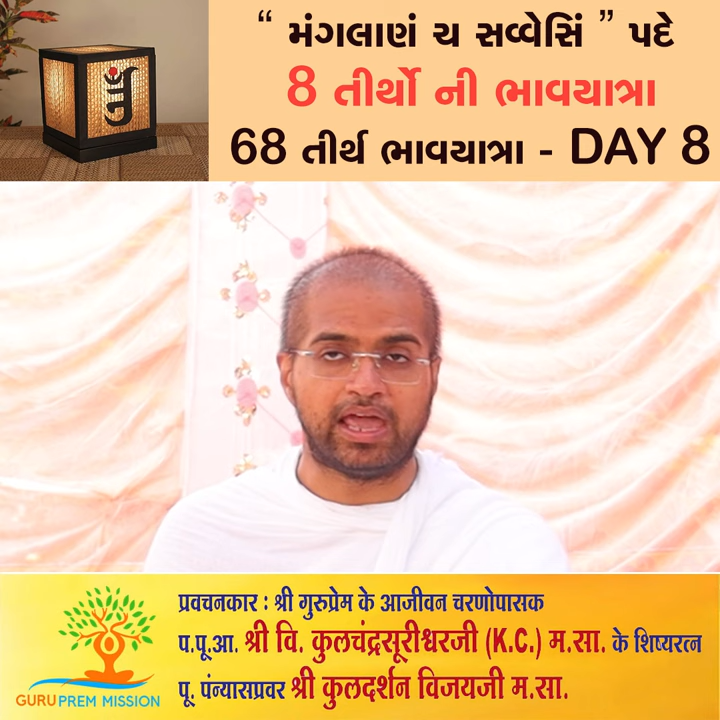 “ મંગલાણં ચ સવ્વેસિં ” પદે
8 તીર્થો ની ભાવયાત્રા
68 તીર્થ ભાવયાત્રા - DAY 8
प्रवचनकार : श्री गुरुप्रेम के आजीवन चरणोपासक
प.पू.आ. श्री वि. कुलचंद्रसूरीश्वरजी (K.C.) म.सा. के शिष्यरत्न
पू. पंन्यासप्रवर श्री कुलदर्शन विजयजी म.सा.
GURU PREM MISSION